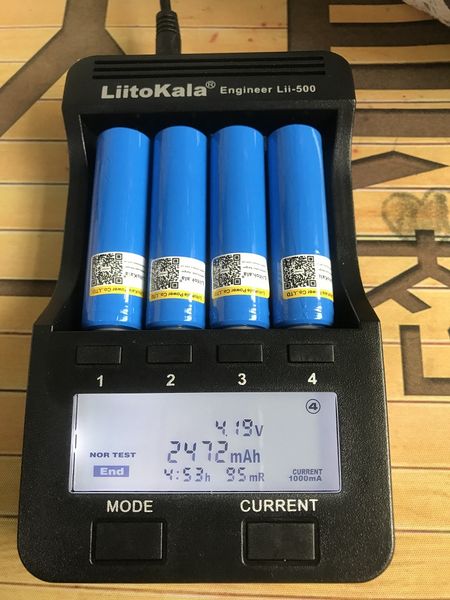 LiitoKala® Engineer Lii-500
1 2 3 4
④
4.19v
NOR TEST
2472mAh
End
4:53h 95mR
CURRENT
1000mA
MODE CURRENT